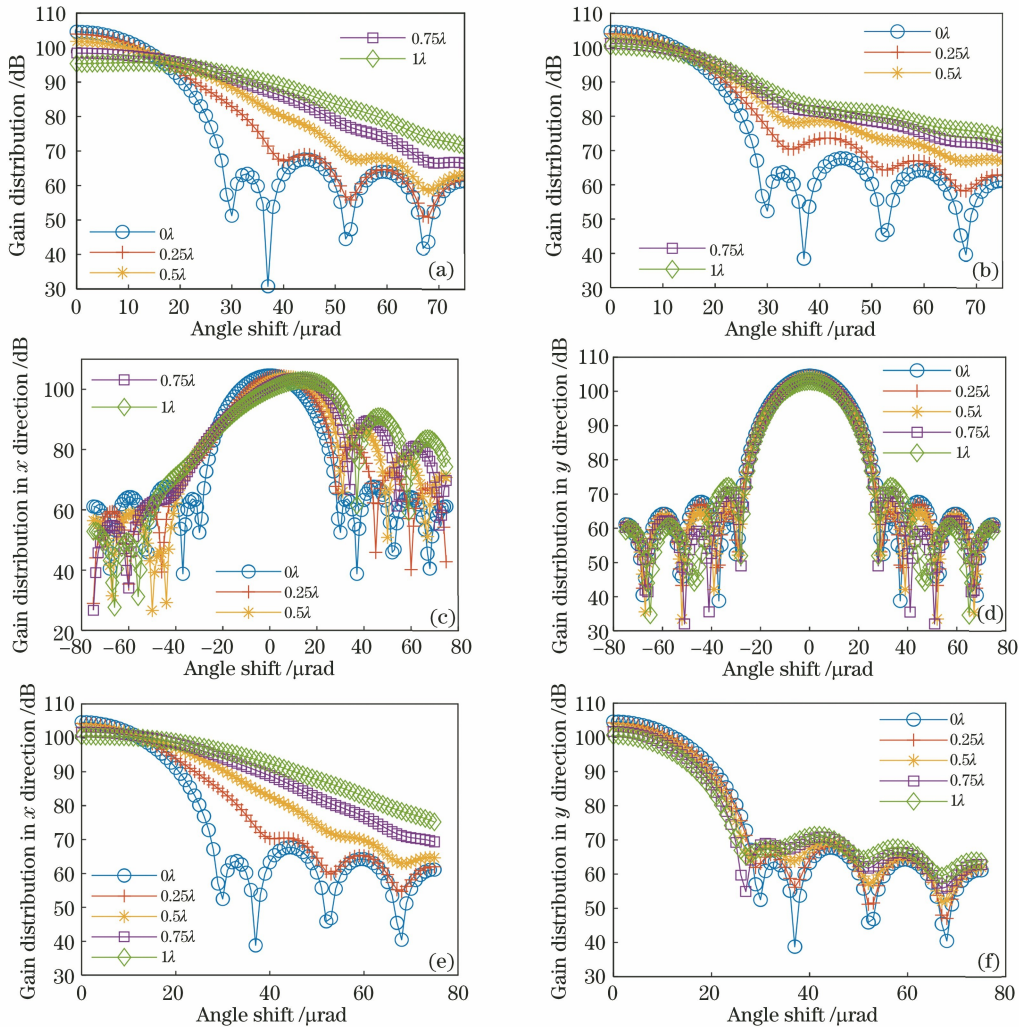 Gain distribution /dB
110
100
90
80
70
60
50
40
30
0.75λ
1λ
0λ
0.25λ
0.5λ
(a)
0 10 20 30 40 50 60 70
Angle shift /μrad
Gain distribution /dB
110
100
90
80
70
60
50
40
30
0λ
0.25λ
0.5λ
0.75λ
1λ
(b)
0 10 20 30 40 50 60 70
Angle shift /μrad
Gain distribution in x direction /dB
100
80
60
40
20
0.75λ
1λ
0λ
0.25λ
0.5λ
(c)
−80 −60 −40 −20 0 20 40 60 80
Angle shift /μrad
Gain distribution in y direction /dB
110
100
90
80
70
60
50
40
30
0λ
0.25λ
0.5λ
0.75λ
1λ
(d)
−60 −40 −20 0 20 40 60 80
Angle shift /μrad
Gain distribution in x direction /dB
110
100
90
80
70
60
50
40
30
0λ
0.25λ
0.5λ
0.75λ
1λ
(e)
0 20 40 60 80
Angle shift /μrad
Gain distribution in y direction /dB
110
100
90
80
70
60
50
40
30
0λ
0.25λ
0.5λ
0.75λ
1λ
(f)
0 20 40 60 80
Angle shift /μrad